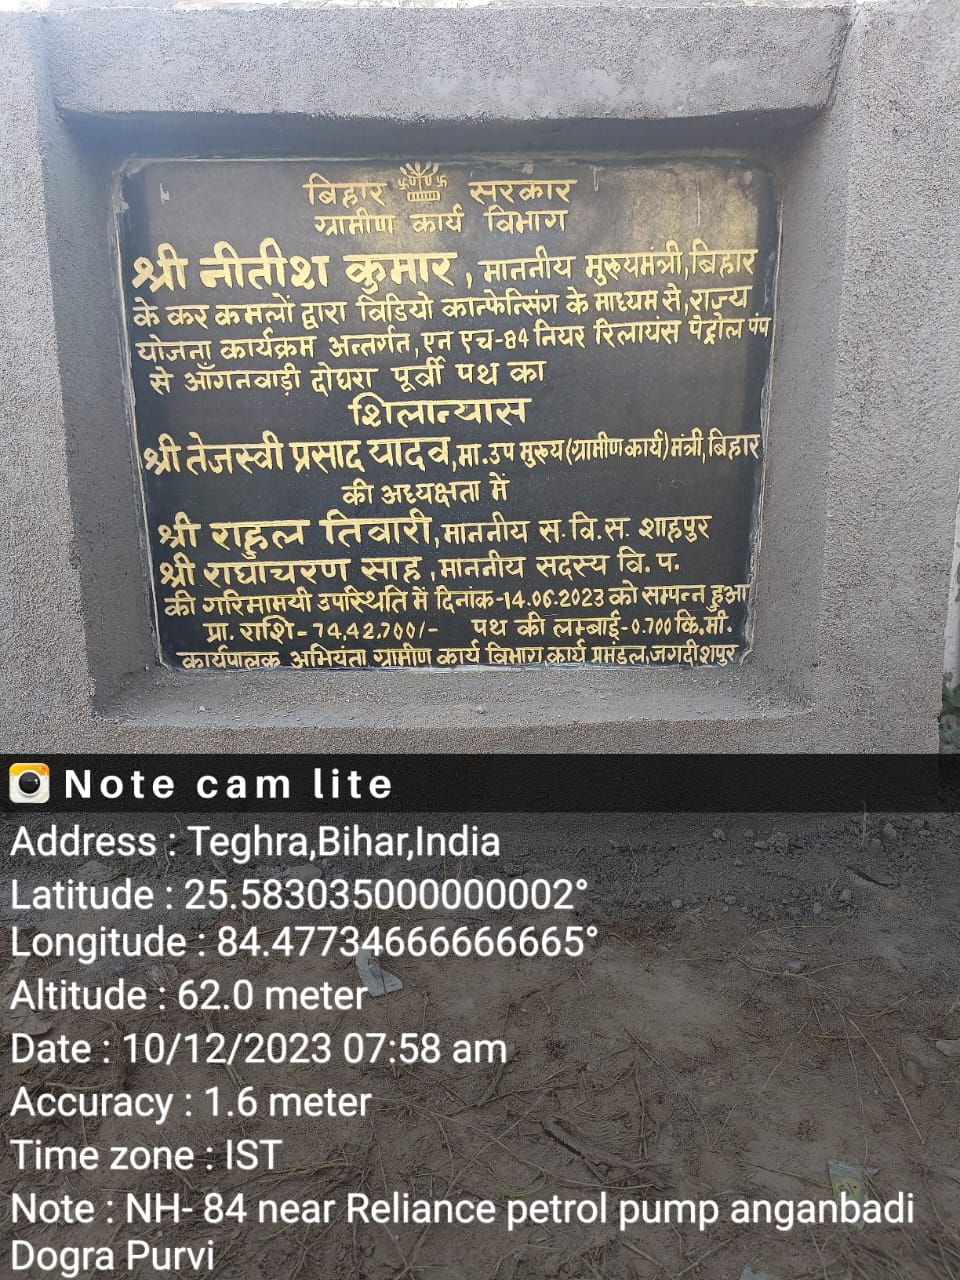 बिहार सरकार
ग्रामीण कार्य विभाग
श्री नीतीश कुमार, माननीय मुख्यमंत्री, बिहार
के कर कमलों द्वारा विडियो कान्फेन्सिंग के माध्यम से, राज्य
योजना कार्यक्रम अन्तर्गत, एन एच-84 नियर रिलायंस पेट्रोल पंप
से आँगनवाड़ी दोघरा पूर्वी पथ का
शिलान्यास
श्री तेजस्वी प्रसाद यादव, मा. उप मुख्य (ग्रामीण कार्य) मंत्री, बिहार
की अध्यक्षता में
श्री राहुल तिवारी, माननीय स. वि. स. शाहपुर
श्री राधाचरण साह, माननीय सदस्य वि. प.
की गरिमामयी उपस्थिति में दिनांक-14.06.2023 को सम्पन्न हुआ
प्रा. राशि- 74,42,700/- पथ की लम्बाई-0.700 कि.मी.
कार्यपालक अभियंता ग्रामीण कार्य विभाग, कार्य प्रमंडल, जगदीशपुर
Note cam lite
Address : Teghra,Bihar,India
Latitude : 25.583035000000002°
Longitude : 84.47734666666665°
Altitude : 62.0 meter
Date : 10/12/2023 07:58 am
Accuracy : 1.6 meter
Time zone : IST
Note : NH- 84 near Reliance petrol pump anganbadi
Dogra Purvi